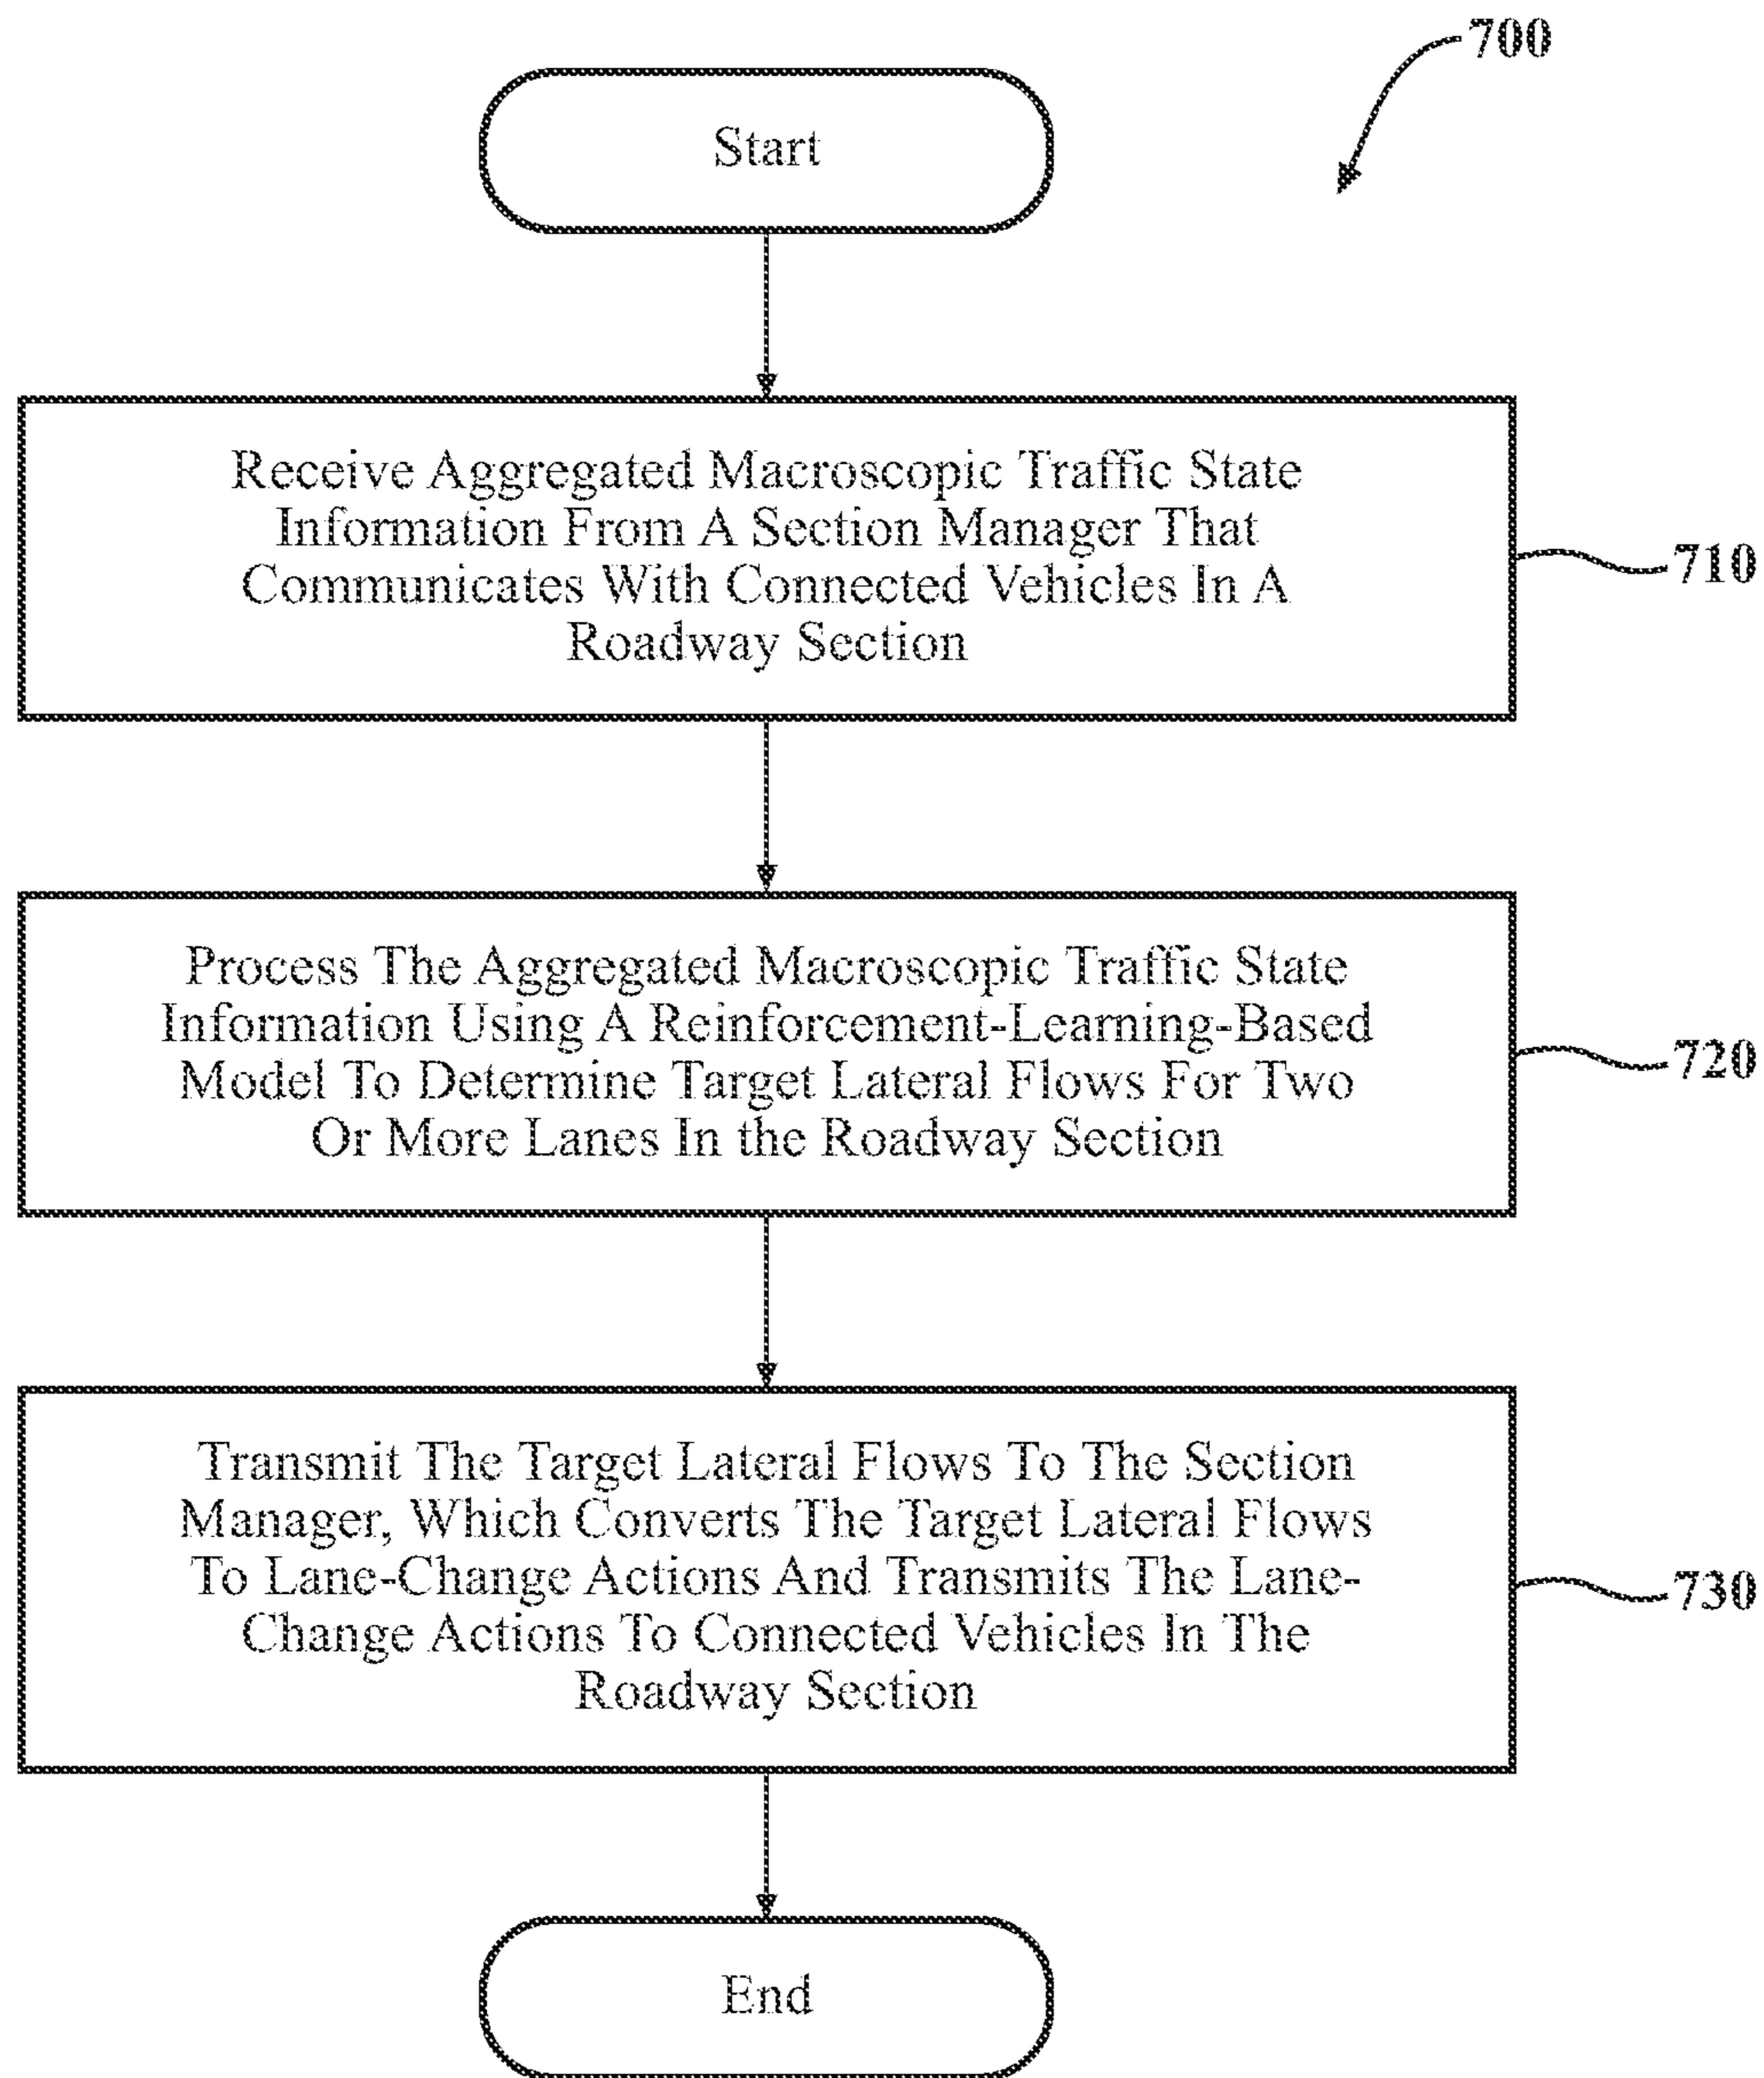 700
Start
Receive Aggregated Macroscopic Traffic State
Information From A Section Manager That
Communicates With Connected Vehicles In A
Roadway Section
710
Process The Aggregated Macroscopic Traffic State
Information Using A Reinforcement-Learning-Based
Model To Determine Target Lateral Flows For Two
Or More Lanes In the Roadway Section
720
Transmit The Target Lateral Flows To The Section
Manager, Which Converts The Target Lateral Flows
To Lane-Change Actions And Transmits The Lane-
Change Actions To Connected Vehicles In The
Roadway Section
730
End